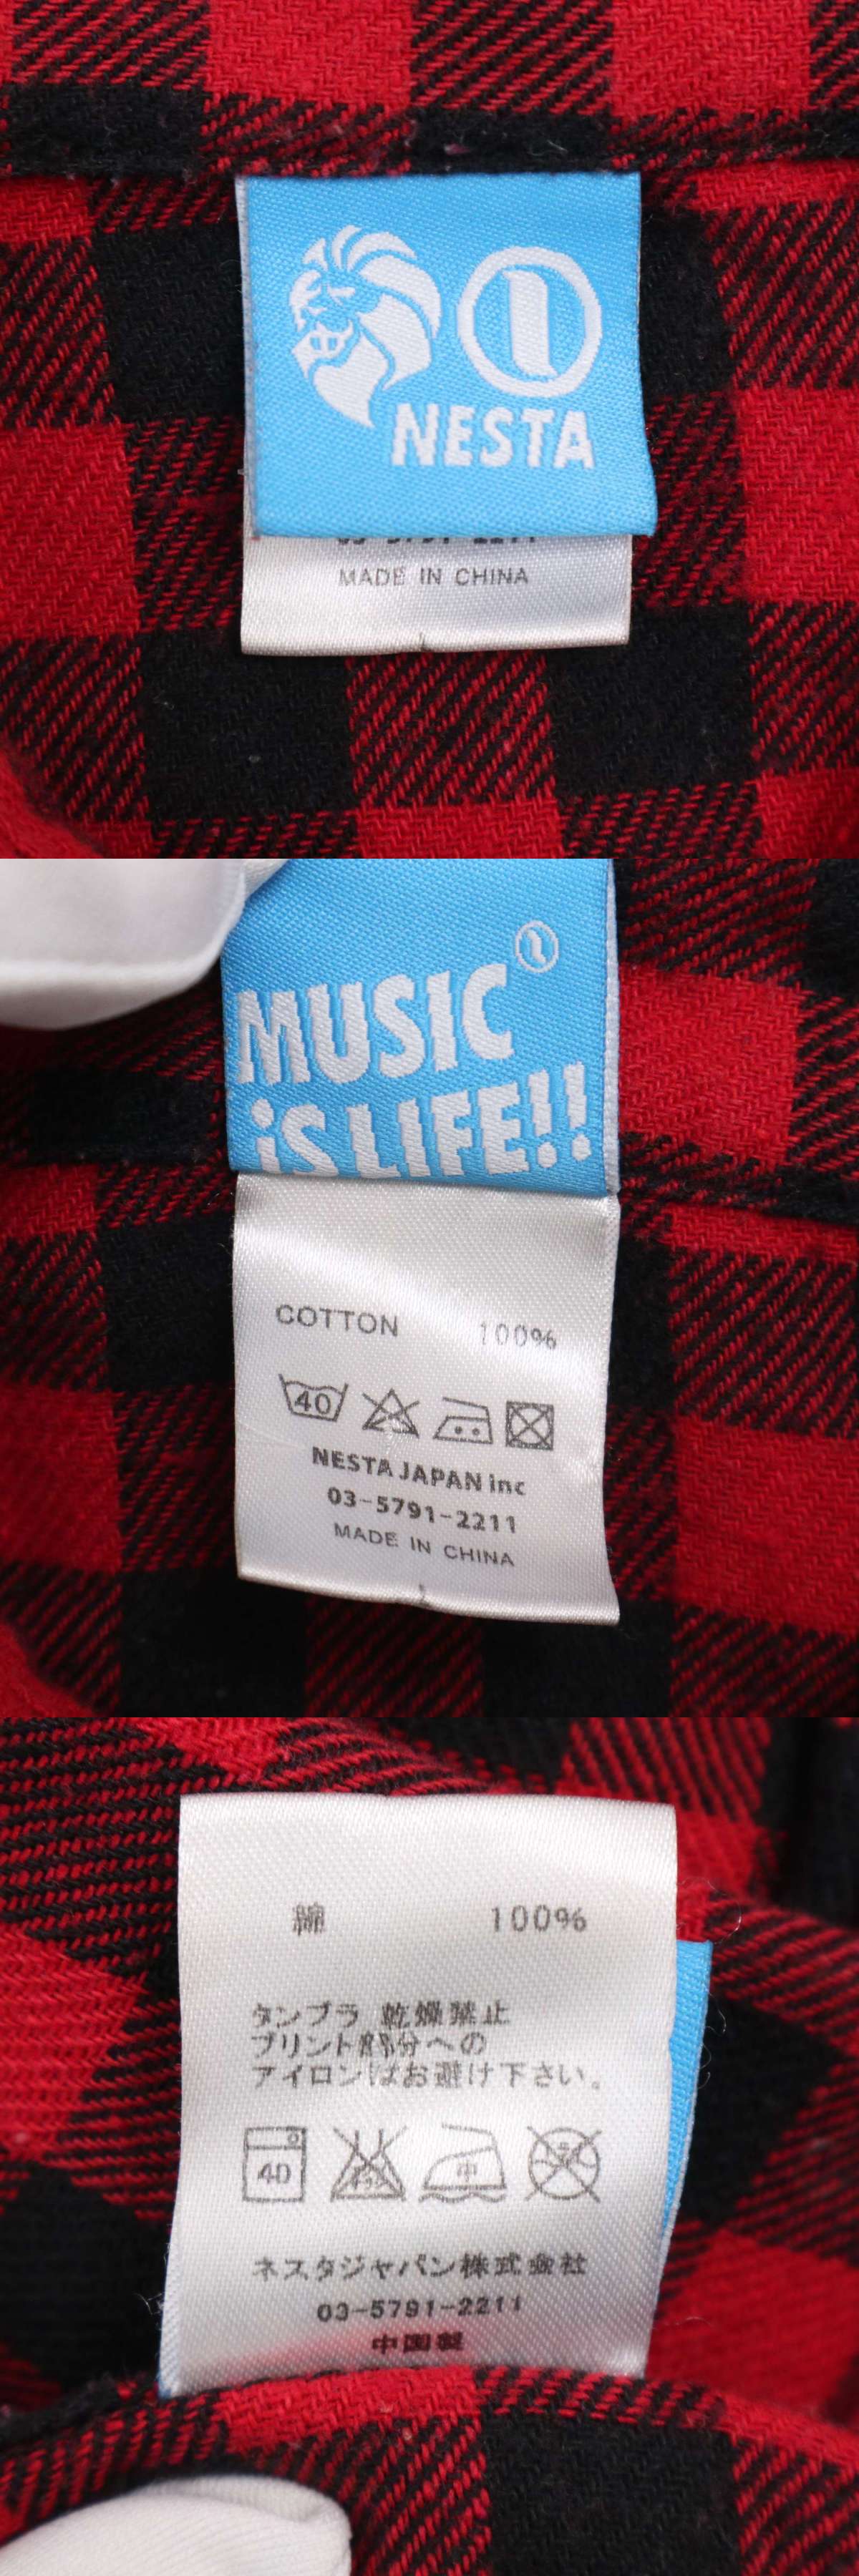 NESTA
MADE IN CHINA
MUSIC
iS LIFE!!
COTTON 100%
40
NESTA JAPAN inc
03-5791-2211
MADE IN CHINA
綿 100%
タンブラ 乾燥禁止
プリント部分への
アイロンはお避け下さい。
40
中
ネスタジャパン株式会社
03-5791-2211
中国製